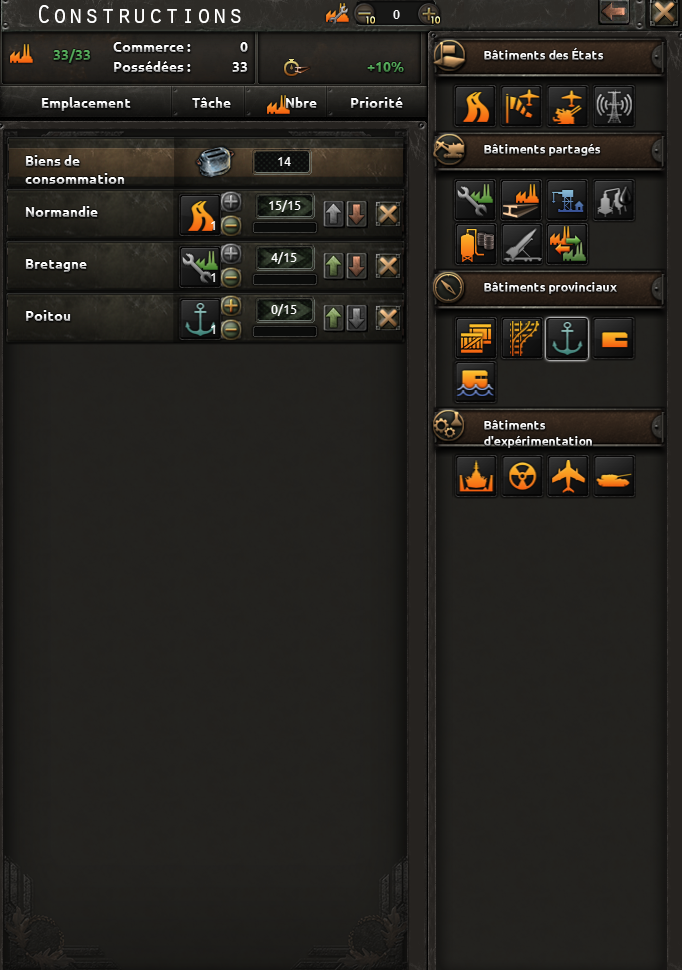 Constructions
10 0 10
33/33
Commerce : 0
Possédées : 33
+10%
Emplacement Tâche Nbre Priorité
Biens de
consommation
14
Normandie 1 15/15
Bretagne 1 4/15
Poitou 1 0/15
Bâtiments des États
Bâtiments partagés
Bâtiments provinciaux
Bâtiments
d'expérimentation